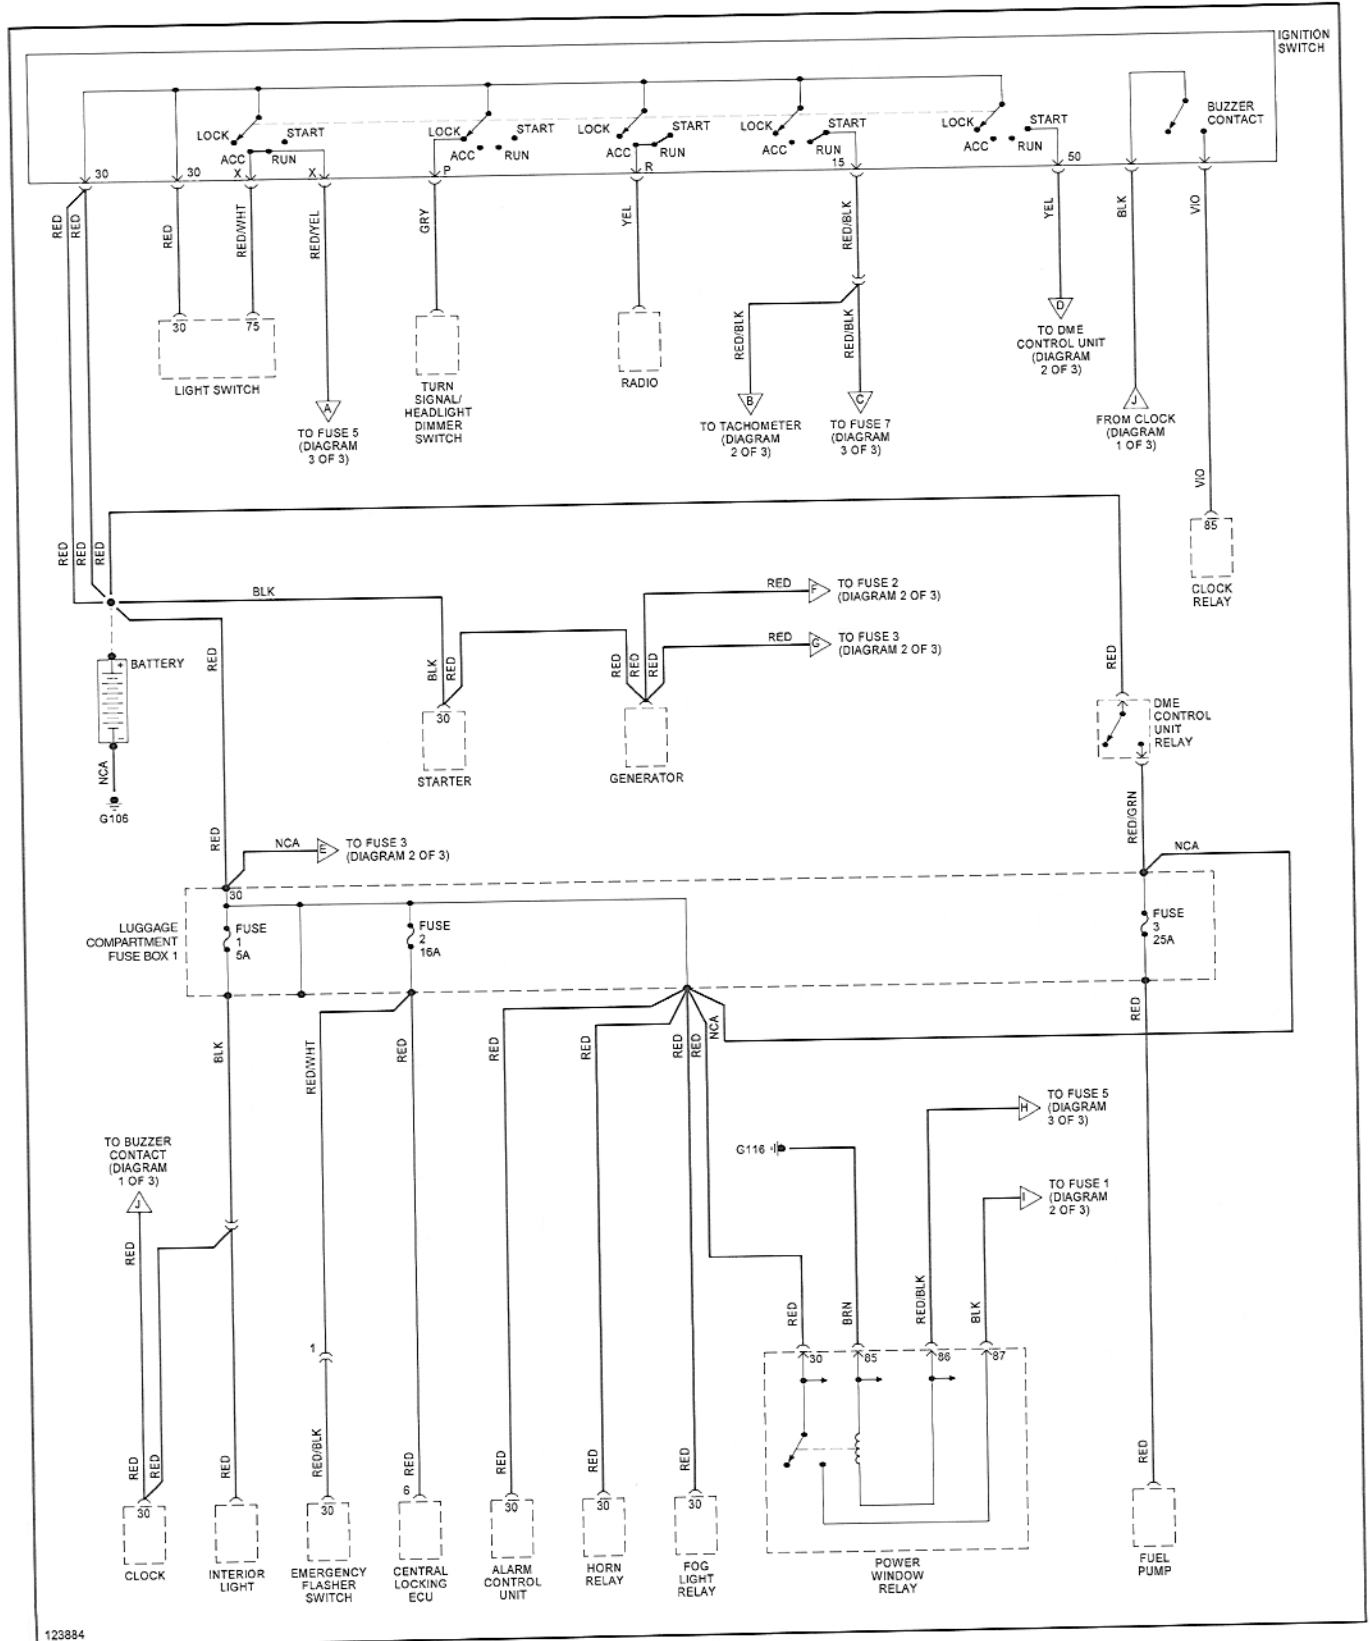 IGNITION
SWITCH
LOCK
START
ACC
RUN
LOCK
START
ACC
RUN
LOCK
START
ACC
RUN
LOCK
START
ACC
RUN
LOCK
START
ACC
RUN
BUZZER
CONTACT
30
30
X
X
P
R
15
50
RED
RED
RED
RED/WHT
RED/YEL
GRY
YEL
RED/BLK
YEL
BLK
VIO
30
75
LIGHT SWITCH
A
TO FUSE 5
(DIAGRAM
3 OF 3)
TURN
SIGNAL/
HEADLIGHT
DIMMER
SWITCH
RADIO
RED/BLK
RED/BLK
B
TO TACHOMETER
(DIAGRAM
2 OF 3)
C
TO FUSE 7
(DIAGRAM
3 OF 3)
D
TO DME
CONTROL UNIT
(DIAGRAM
2 OF 3)
J
FROM CLOCK
(DIAGRAM
1 OF 3)
VIO
85
CLOCK
RELAY
RED
RED
RED
BLK
RED
F
TO FUSE 2
(DIAGRAM 2 OF 3)
RED
G
TO FUSE 3
(DIAGRAM 2 OF 3)
+
BATTERY
-
NCA
G106
RED
BLK
RED
30
STARTER
RED
RED
RED
GENERATOR
RED
DME
CONTROL
UNIT
RELAY
RED/GRN
RED
NCA
E
TO FUSE 3
(DIAGRAM 2 OF 3)
NCA
30
LUGGAGE
COMPARTMENT
FUSE BOX 1
FUSE
1
5A
FUSE
2
16A
FUSE
3
25A
BLK
RED/WHT
RED
RED
RED
RED
RED
NCA
RED
TO BUZZER
CONTACT
(DIAGRAM
1 OF 3)
J
RED
G116
H
TO FUSE 5
(DIAGRAM
3 OF 3)
I
TO FUSE 1
(DIAGRAM
2 OF 3)
RED
BRN
RED/BLK
BLK
1
30
85
86
87
RED
RED
RED
RED/BLK
RED
6
RED
RED
RED
RED
30
CLOCK
INTERIOR
LIGHT
30
EMERGENCY
FLASHER
SWITCH
CENTRAL
LOCKING
ECU
30
ALARM
CONTROL
UNIT
30
HORN
RELAY
30
FOG
LIGHT
RELAY
POWER
WINDOW
RELAY
FUEL
PUMP
123884